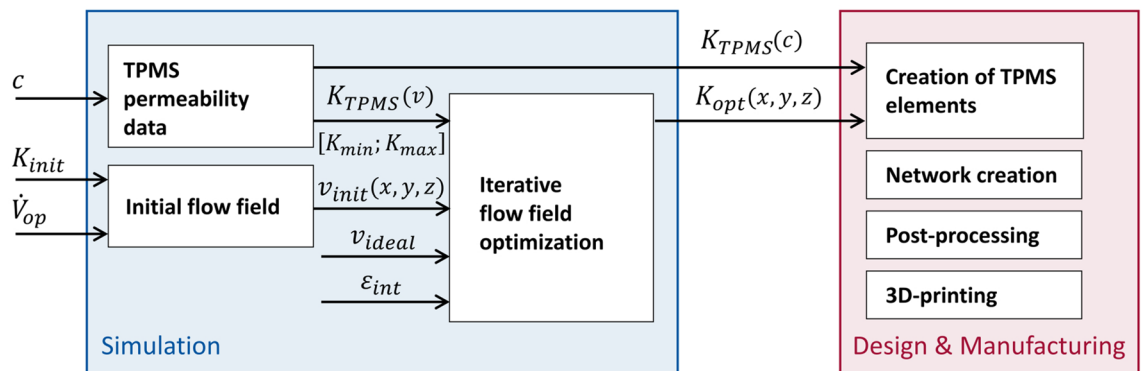 c
K_init
V̇_op
TPMS
permeability
data
Initial flow field
K_TPMS(v)
[K_min; K_max]
v_init(x, y, z)
v_ideal
ε_int
Iterative
flow field
optimization
Simulation
K_TPMS(c)
K_opt(x, y, z)
Creation of TPMS
elements
Network creation
Post-processing
3D-printing
Design & Manufacturing